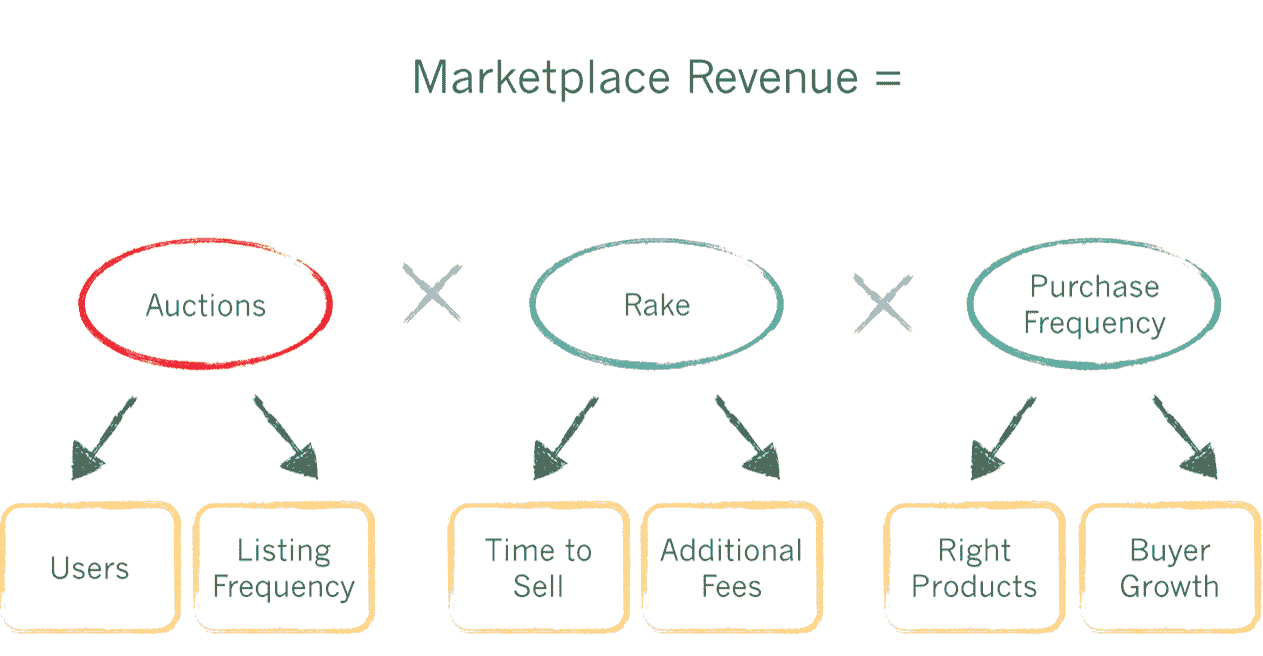 Marketplace Revenue =
Auctions
Rake
Purchase
Frequency
Users
Listing
Frequency
Time to
Sell
Additional
Fees
Right
Products
Buyer
Growth